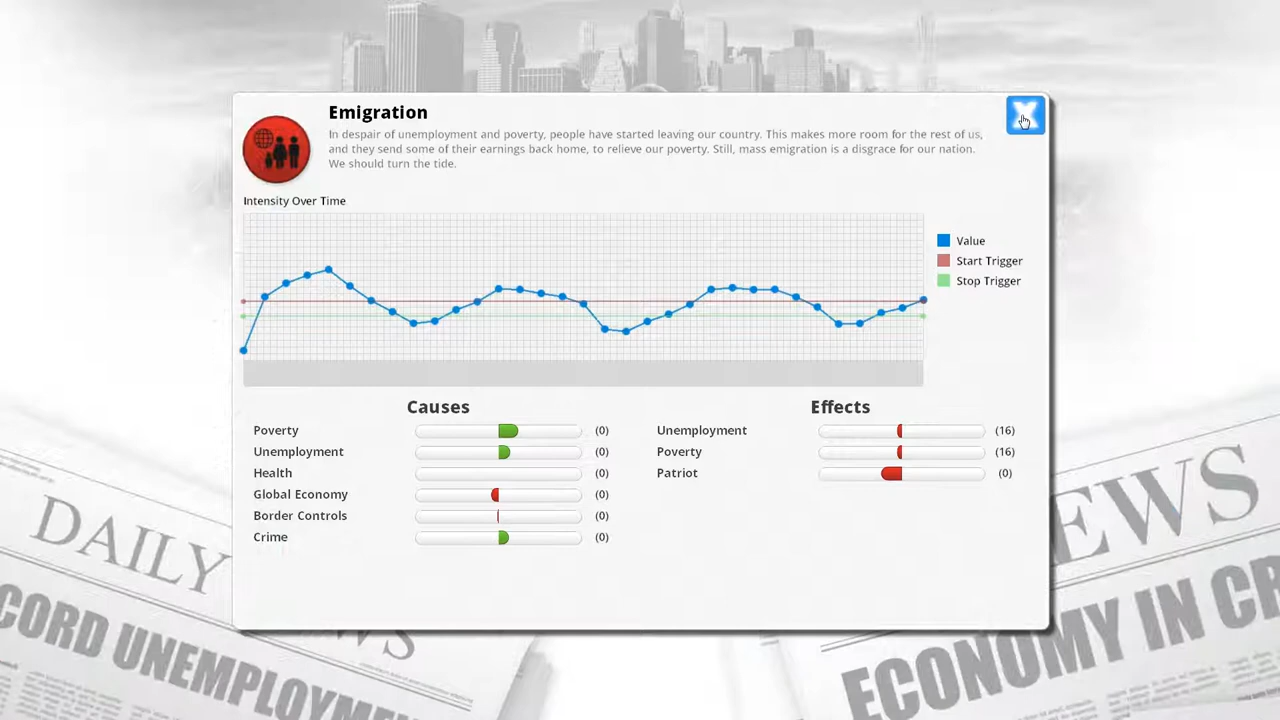 Emigration
In despair of unemployment and poverty, people have started leaving or country. This makes more room for the rest of us,
and they send some of their earnings back home, to relieve our poverty. Still, mass emigration is a disgrace for our nation.
We should turn the tide.
Intensity Over Time
Value
Start Trigger
Stop Trigger
Causes
Effects
Poverty (0)
Unemployment (16)
Unemployment (0)
Poverty (16)
Health (0)
Patriot (0)
Global Economy (0)
Border Controls (0)
Crime (0)
DAILY
EWS
CORD UNEMPLOYME
WS
ECONOMY IN CR